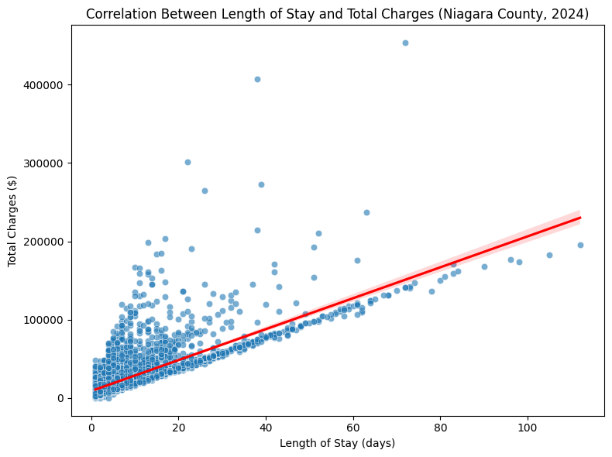 Correlation Between Length of Stay and Total Charges (Niagara County, 2024)
Total Charges ($)
400000
300000
200000
100000
0
0 20 40 60 80 100
Length of Stay (days)